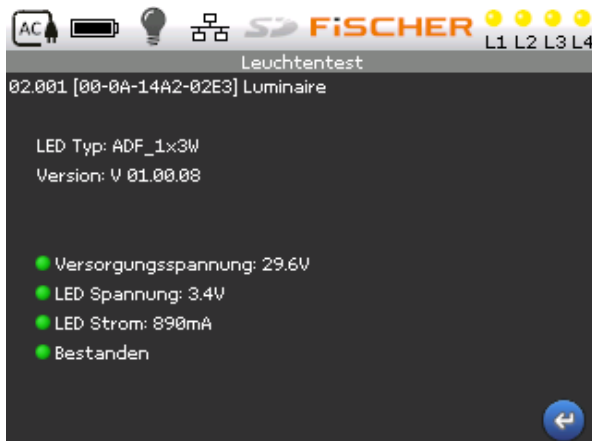 AC
SD
FiSCHER
L1 L2 L3 L4
Leuchtentest
02.001 [00-0A-14A2-02E3] Luminaire
LED Typ: ADF_1x3W
Version: V 01.00.08
Versorgungsspannung: 29.6V
LED Spannung: 3.4V
LED Strom: 890mA
Bestanden